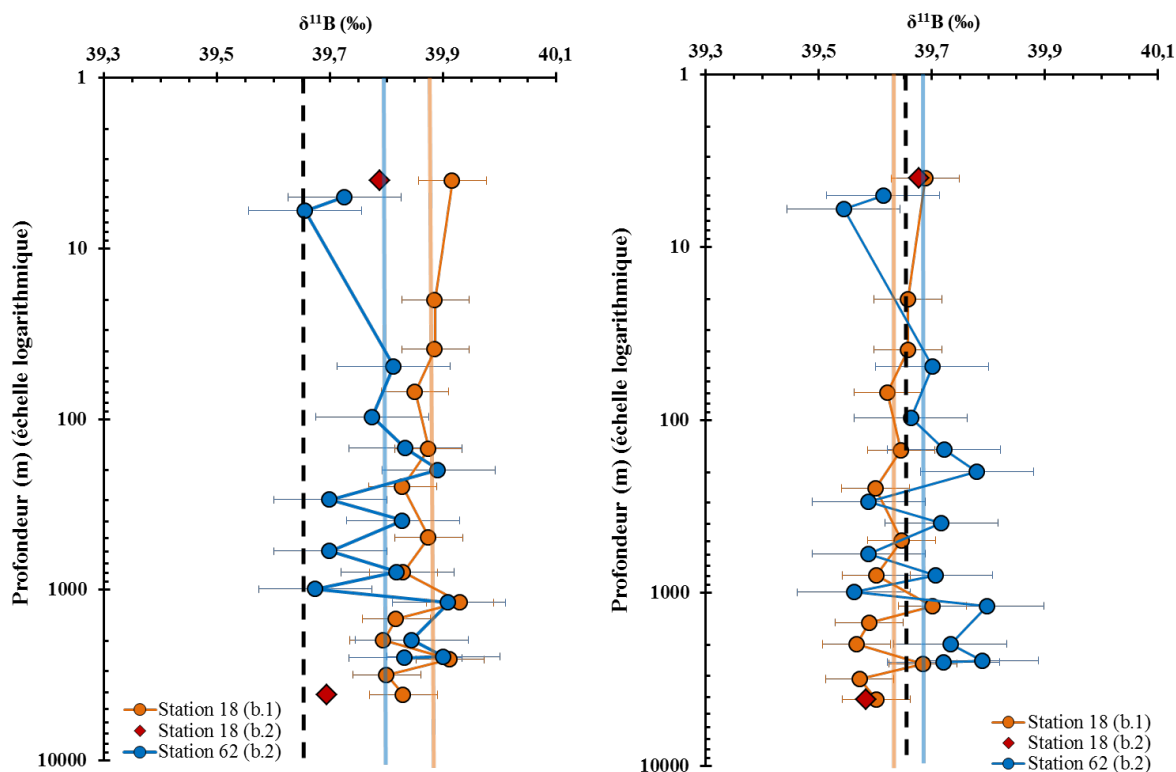 δ¹¹B (‰)
39,3 39,5 39,7 39,9 40,1
1
10
100
1000
10000
Profondeur (m) (échelle logarithmique)
Station 18 (b.1)
Station 18 (b.2)
Station 62 (b.2)
δ¹¹B (‰)
39,3 39,5 39,7 39,9 40,1
1
10
100
1000
10000
Profondeur (m) (échelle logarithmique)
Station 18 (b.1)
Station 18 (b.2)
Station 62 (b.2)